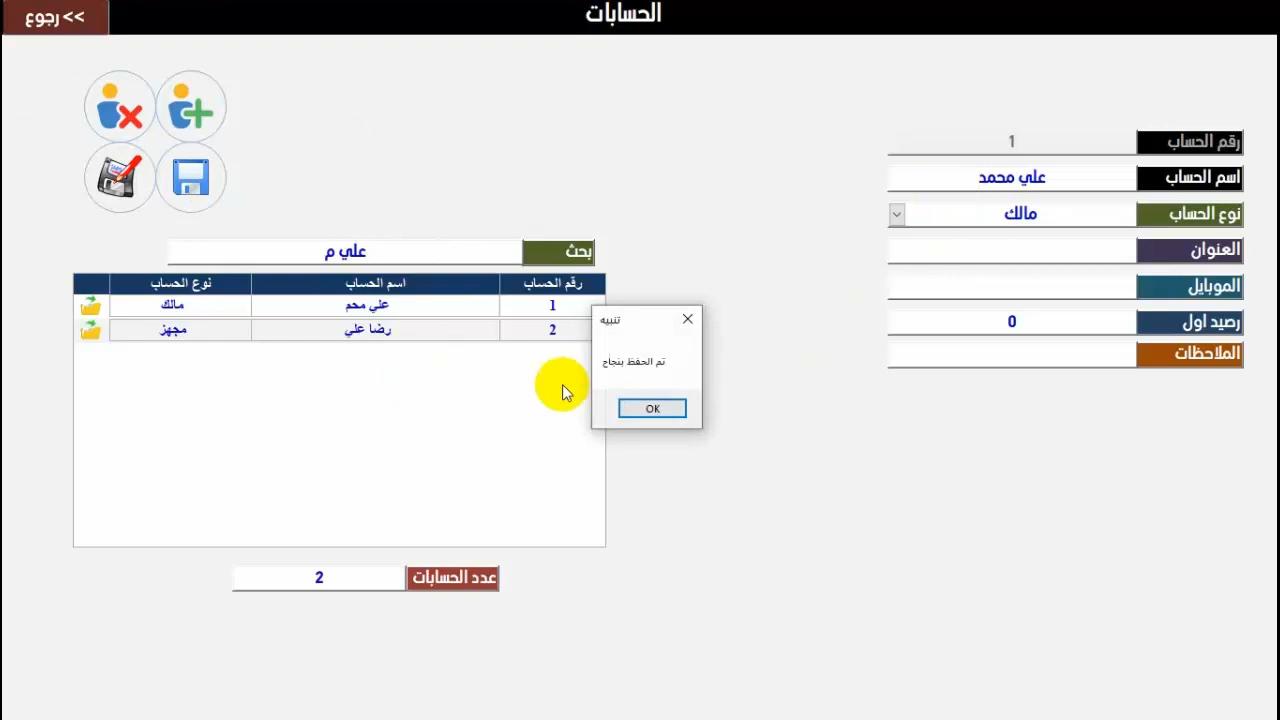 الحسابات
>> رجوع
رقم الحساب 1
اسم الحساب علي محمد
نوع الحساب مالك
العنوان
الموبايل
رصيد اول 0
الملاحظات
بحث علي م
رقم الحساب اسم الحساب نوع الحساب
1 علي محم مالك
2 رضا علي مجهز
تنبيه
تم الحفظ بنجاح
OK
عدد الحسابات 2